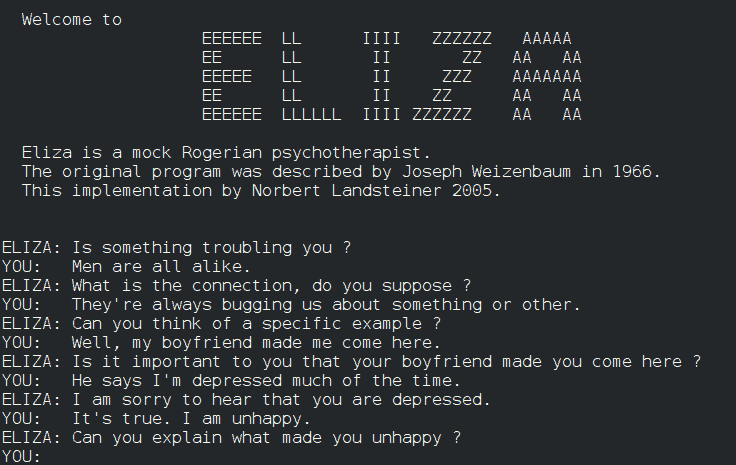 Welcome to
EEEEEE  LL      IIII   ZZZZZZ   AAAAA
EE      LL       II       ZZ   AA   AA
EEEEE   LL       II     ZZZ    AAAAAAA
EE      LL       II    ZZ      AA   AA
EEEEEE  LLLLLL  IIII ZZZZZZ    AA   AA
Eliza is a mock Rogerian psychotherapist.
The original program was described by Joseph Weizenbaum in 1966.
This implementation by Norbert Landsteiner 2005.
ELIZA: Is something troubling you ?
YOU:   Men are all alike.
ELIZA: What is the connection, do you suppose ?
YOU:   They're always bugging us about something or other.
ELIZA: Can you think of a specific example ?
YOU:   Well, my boyfriend made me come here.
ELIZA: Is it important to you that your boyfriend made you come here ?
YOU:   He says I'm depressed much of the time.
ELIZA: I am sorry to hear that you are depressed.
YOU:   It's true. I am unhappy.
ELIZA: Can you explain what made you unhappy ?
YOU: